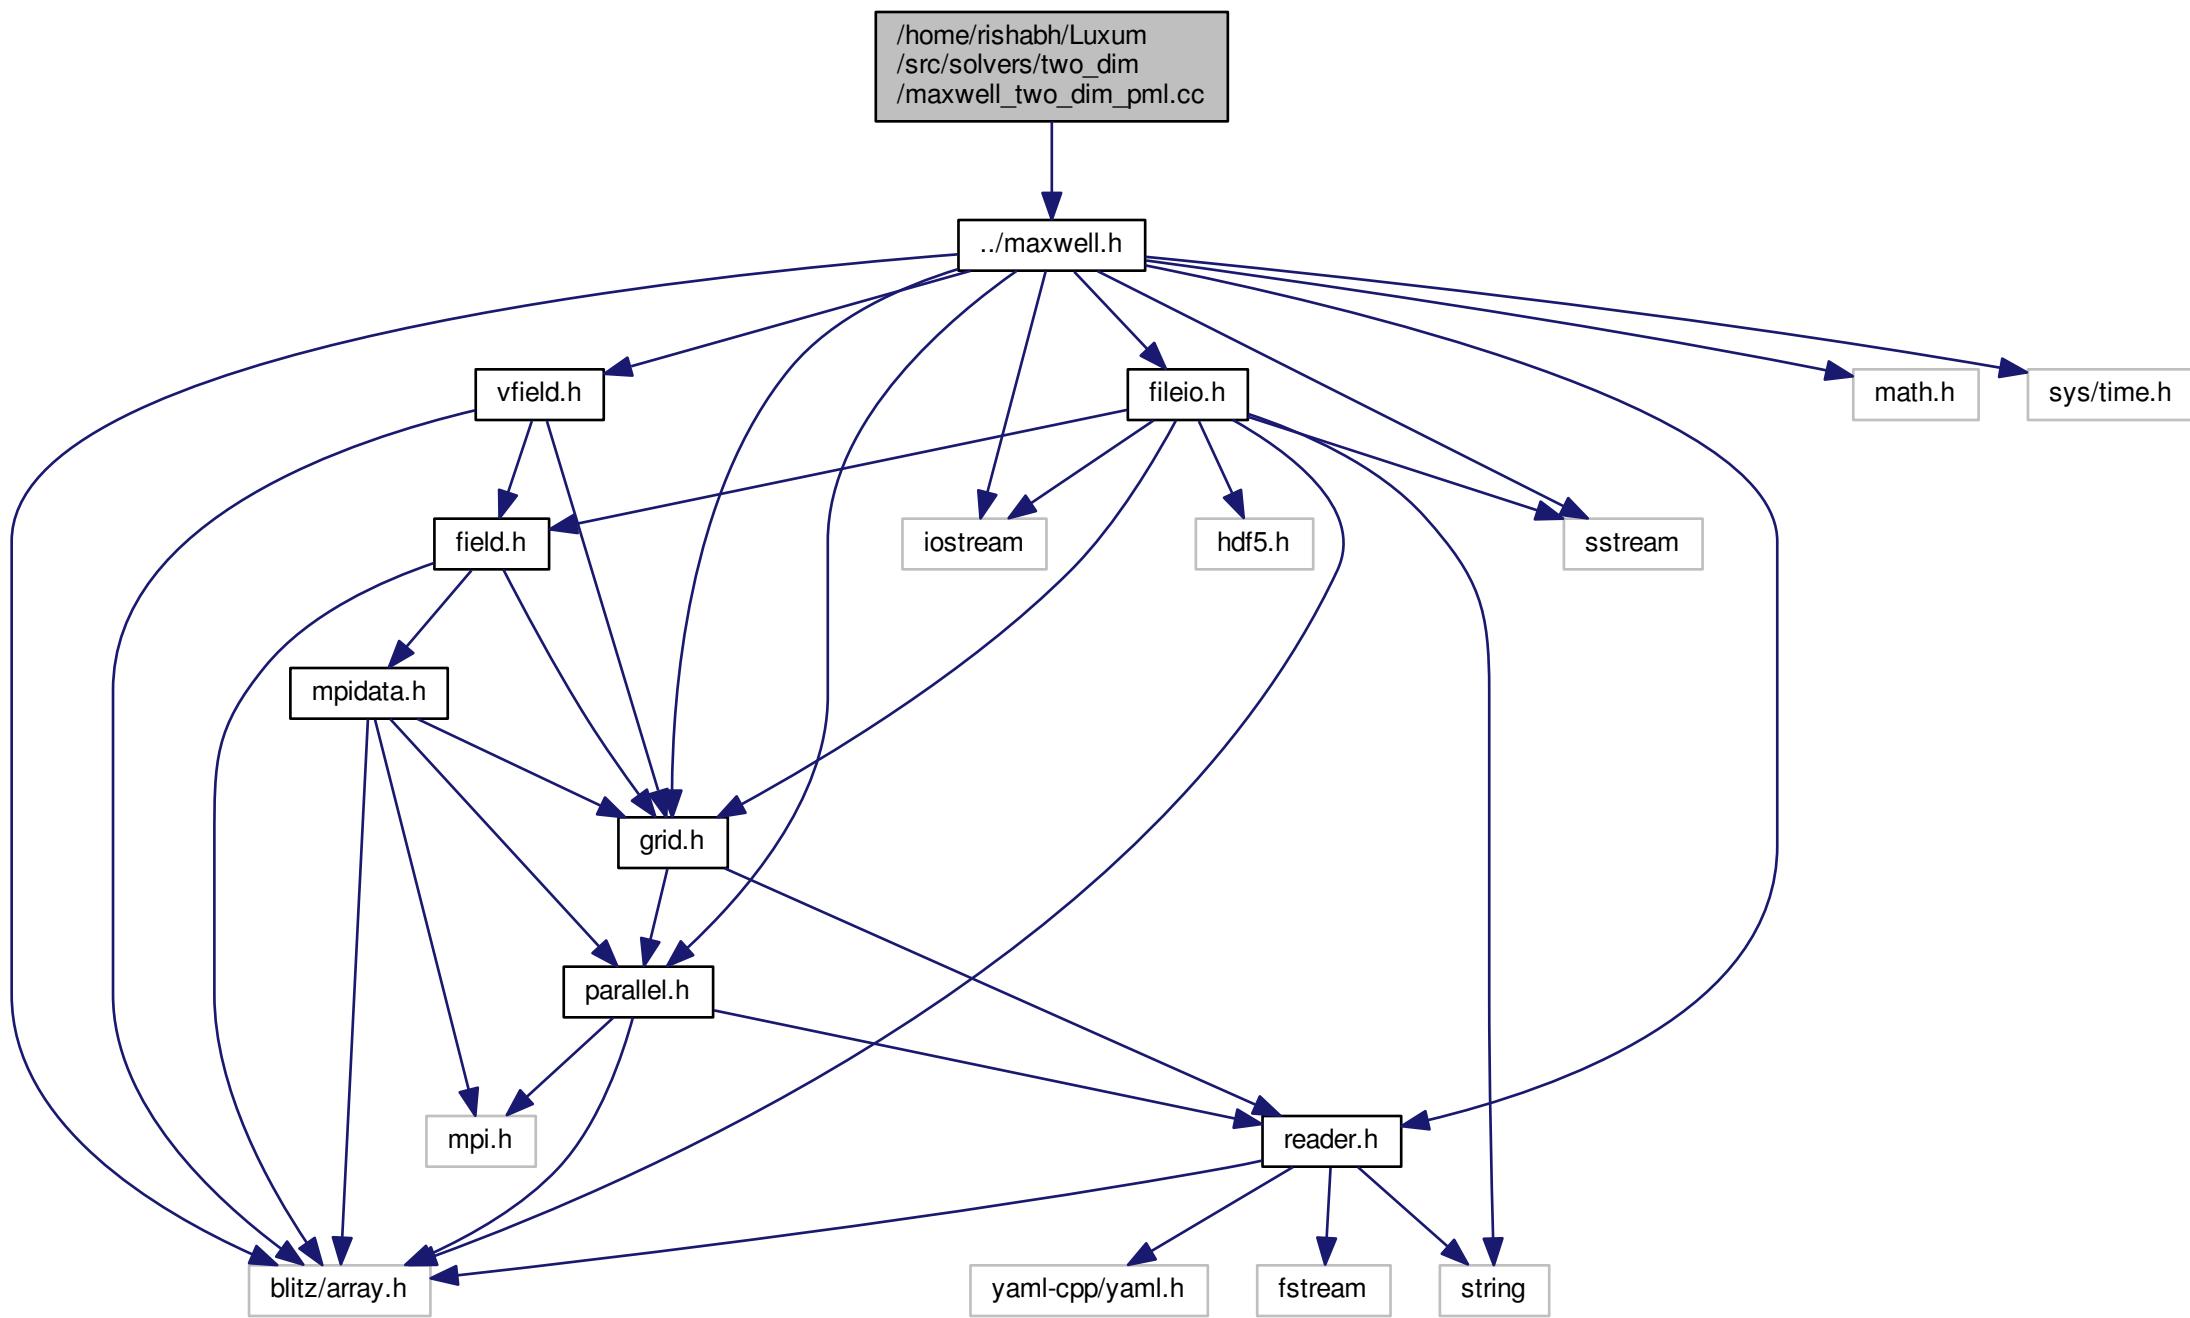 /home/rishabh/Luxum
/src/solvers/two_dim
/maxwell_two_dim_pml.cc
../maxwell.h
vfield.h
fileio.h
math.h
sys/time.h
field.h
iostream
hdf5.h
sstream
mpidata.h
grid.h
parallel.h
mpi.h
reader.h
blitz/array.h
yaml-cpp/yaml.h
fstream
string